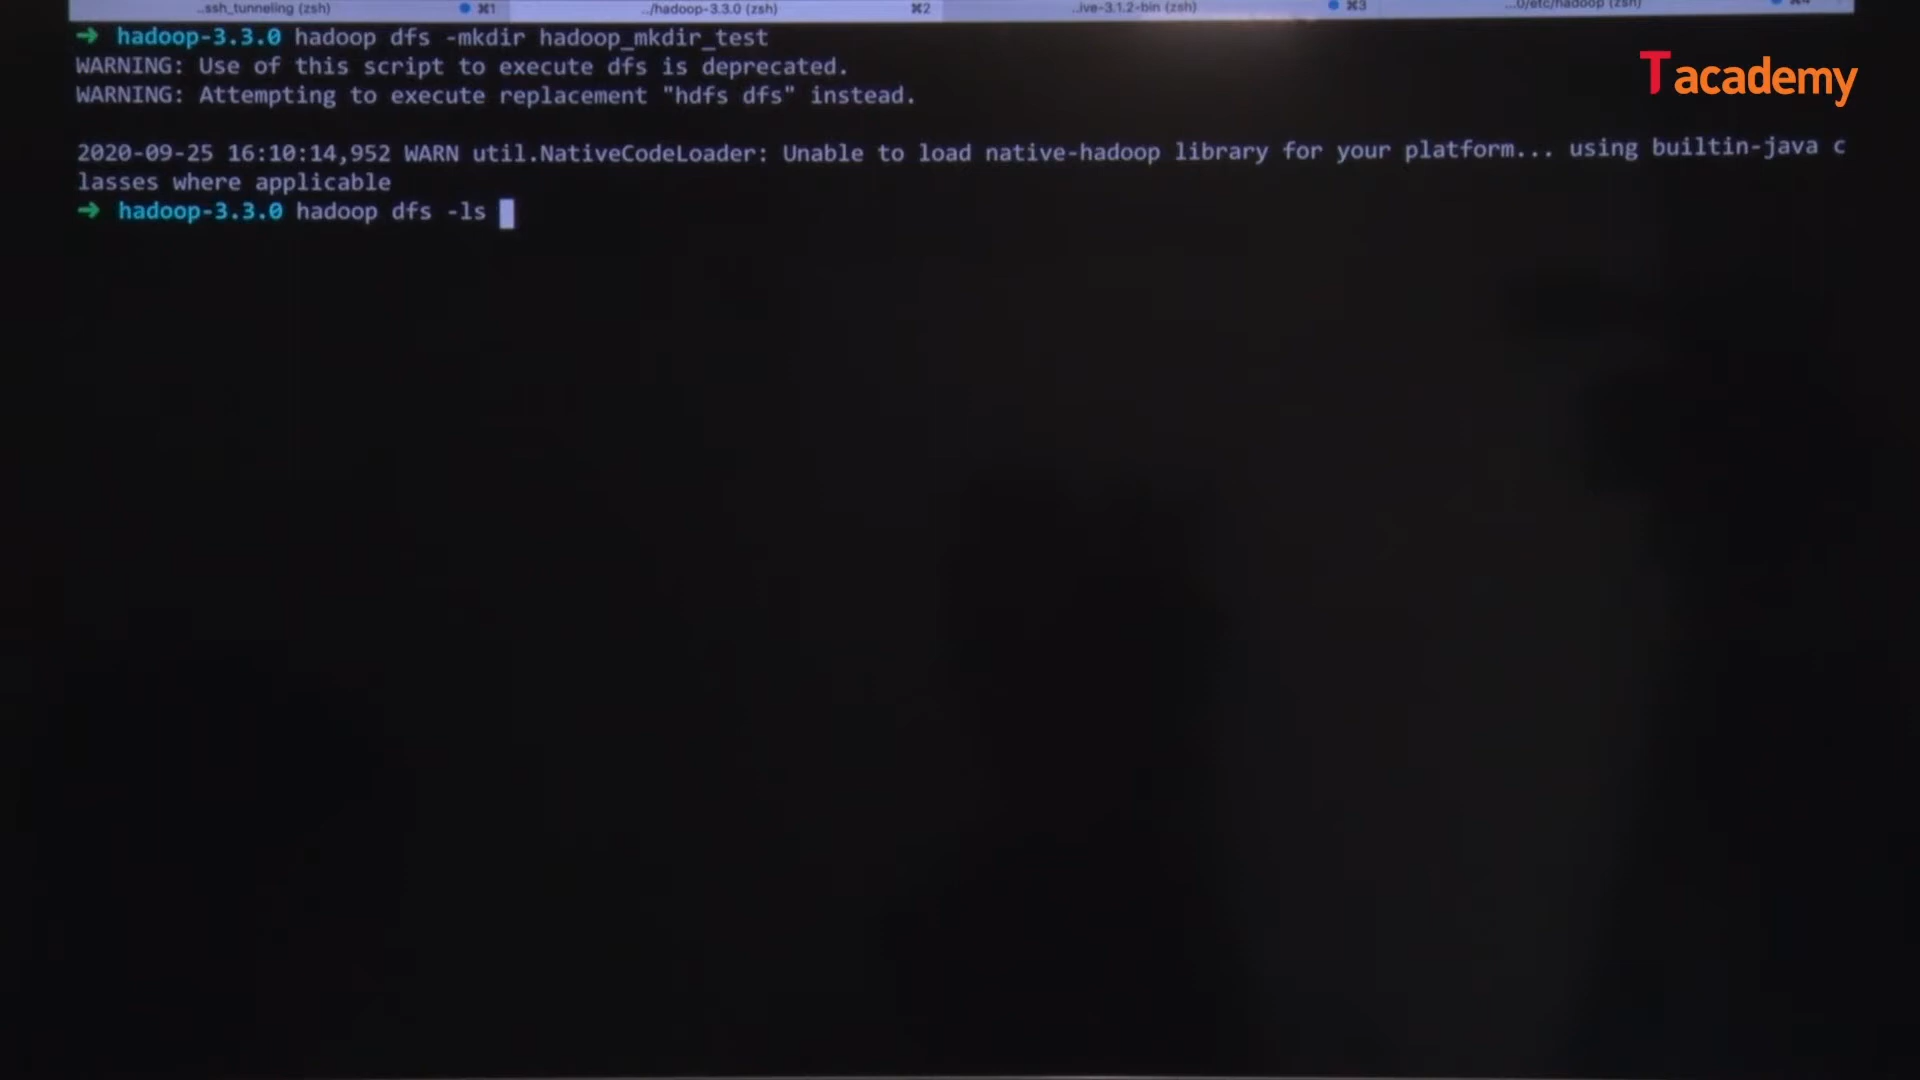 ..ssh_tunneling (zsh) ⌘1 ../hadoop-3.3.0 (zsh) ⌘2 ..ive-3.1.2-bin (zsh) ⌘3 ...0/etc/hadoop (zsh) ⌘4
➜ hadoop-3.3.0 hadoop dfs -mkdir hadoop_mkdir_test
WARNING: Use of this script to execute dfs is deprecated.
WARNING: Attempting to execute replacement "hdfs dfs" instead.
2020-09-25 16:10:14,952 WARN util.NativeCodeLoader: Unable to load native-hadoop library for your platform... using builtin-java c
lasses where applicable
➜ hadoop-3.3.0 hadoop dfs -ls
T academy